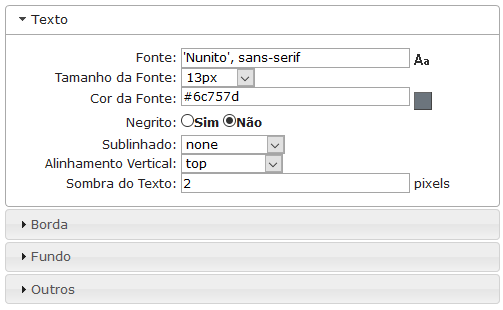 Texto
Fonte: 'Nunito', sans-serif Aa
Tamanho da Fonte: 13px
Cor da Fonte: #6c757d
Negrito: Sim Não
Sublinhado: none
Alinhamento Vertical: top
Sombra do Texto: 2 pixels
Borda
Fundo
Outros